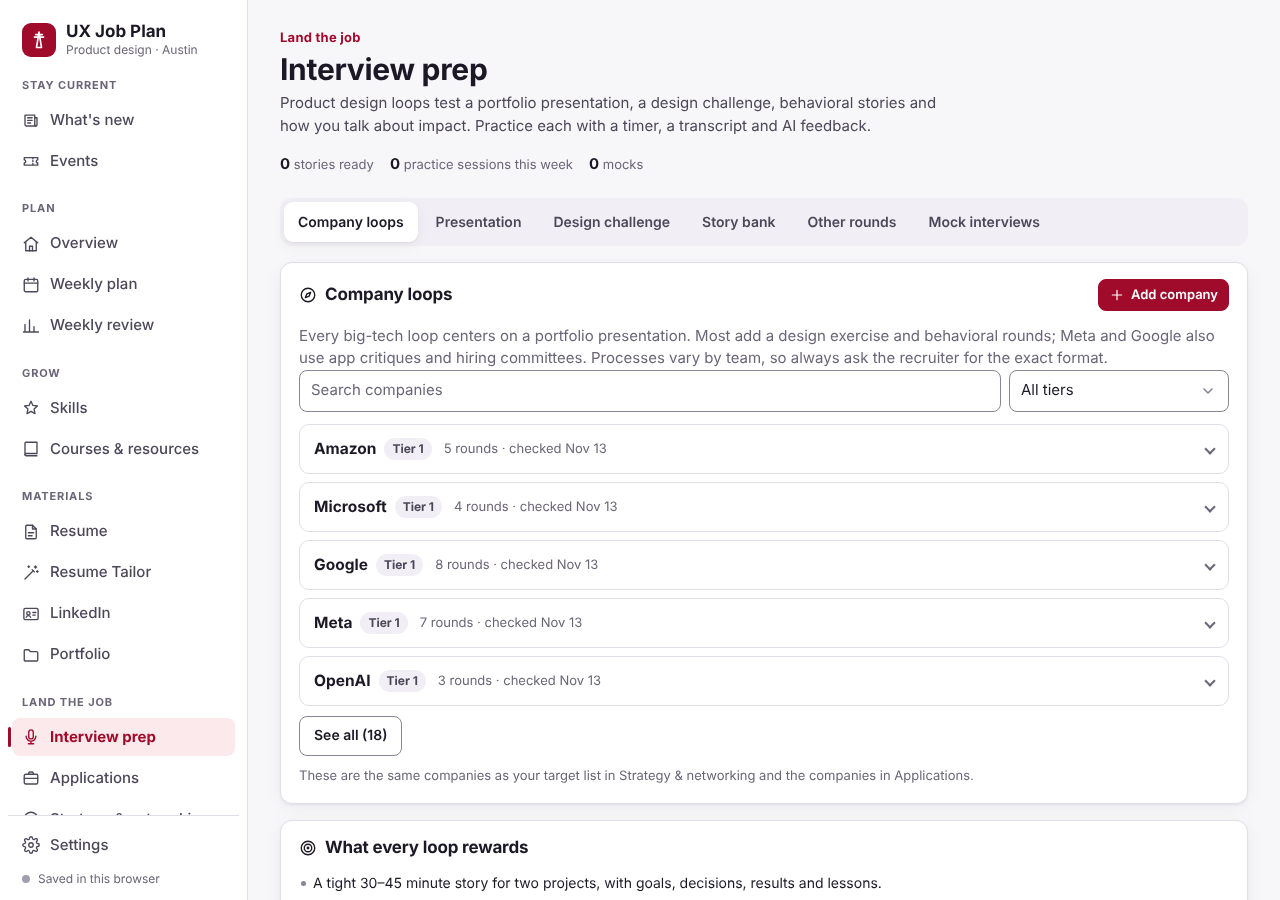 UX Job Plan
Product design · Austin
STAY CURRENT
What's new
Events
PLAN
Overview
Weekly plan
Weekly review
GROW
Skills
Courses & resources
MATERIALS
Resume
Resume Tailor
LinkedIn
Portfolio
LAND THE JOB
Interview prep
Applications
Settings
Saved in this browser
Land the job
Interview prep
Product design loops test a portfolio presentation, a design challenge, behavioral stories and
how you talk about impact. Practice each with a timer, a transcript and AI feedback.
0 stories ready 0 practice sessions this week 0 mocks
Company loops Presentation Design challenge Story bank Other rounds Mock interviews
Company loops
Add company
Every big-tech loop centers on a portfolio presentation. Most add a design exercise and behavioral rounds; Meta and Google also
use app critiques and hiring committees. Processes vary by team, so always ask the recruiter for the exact format.
Search companies
All tiers
Amazon Tier 1 5 rounds · checked Nov 13
Microsoft Tier 1 4 rounds · checked Nov 13
Google Tier 1 8 rounds · checked Nov 13
Meta Tier 1 7 rounds · checked Nov 13
OpenAI Tier 1 3 rounds · checked Nov 13
See all (18)
These are the same companies as your target list in Strategy & networking and the companies in Applications.
What every loop rewards
A tight 30–45 minute story for two projects, with goals, decisions, results and lessons.